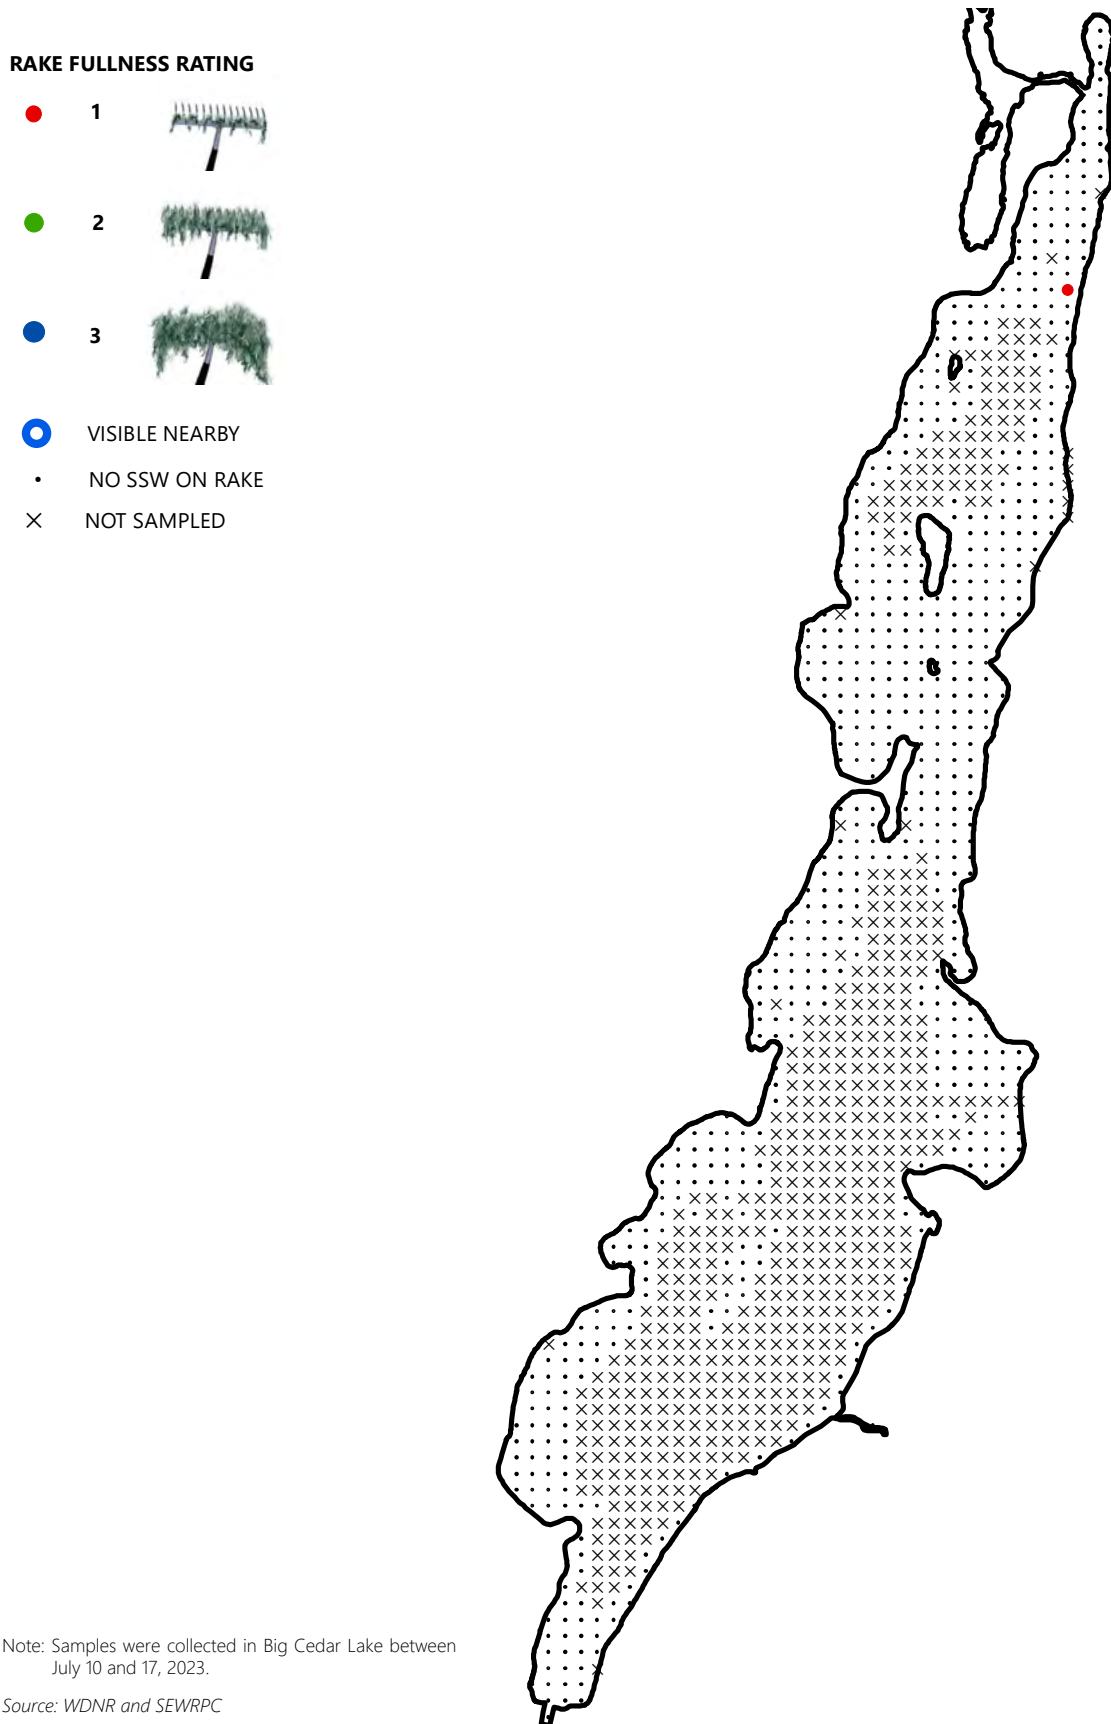 RAKE FULLNESS RATING
1
2
3
VISIBLE NEARBY
NO SSW ON RAKE
NOT SAMPLED
Note: Samples were collected in Big Cedar Lake between
July 10 and 17, 2023.
Source: WDNR and SEWRPC